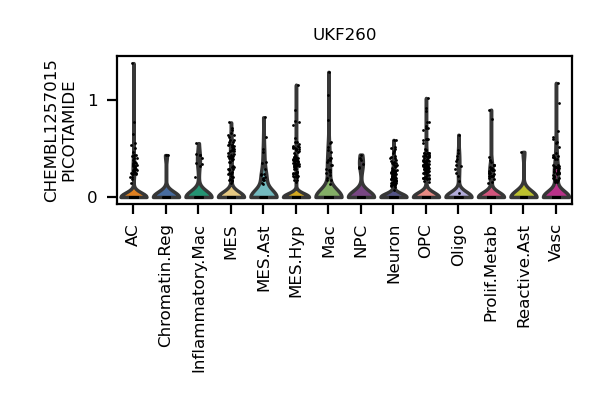 UKF260
CHEMBL1257015
PICOTAMIDE
1
0
AC
Chromatin.Reg
Inflammatory.Mac
MES
MES.Ast
MES.Hyp
Mac
NPC
Neuron
OPC
Oligo
Prolif.Metab
Reactive.Ast
Vasc